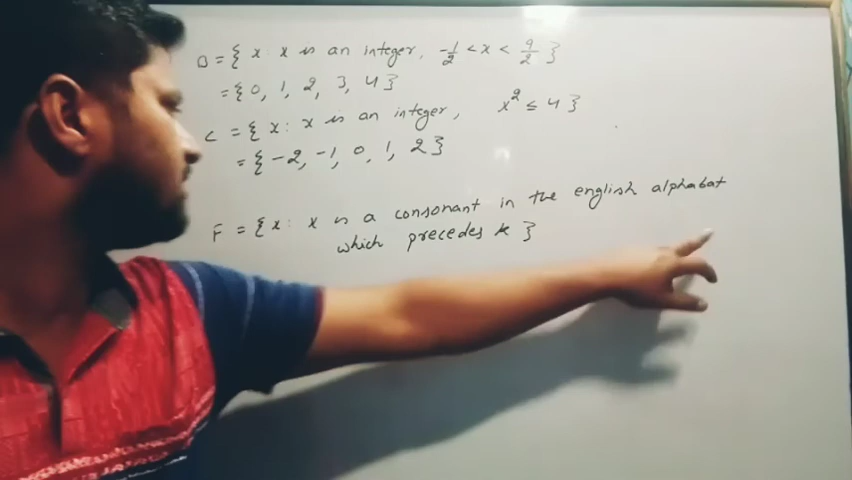 B = { x : x is an integer, -1/2 < x < 9/2 }
= { 0, 1, 2, 3, 4 }
C = { x : x is an integer, x² ≤ 4 }
= { -2, -1, 0, 1, 2 }
F = { x : x is a consonant in the english alphabat
which precedes k }